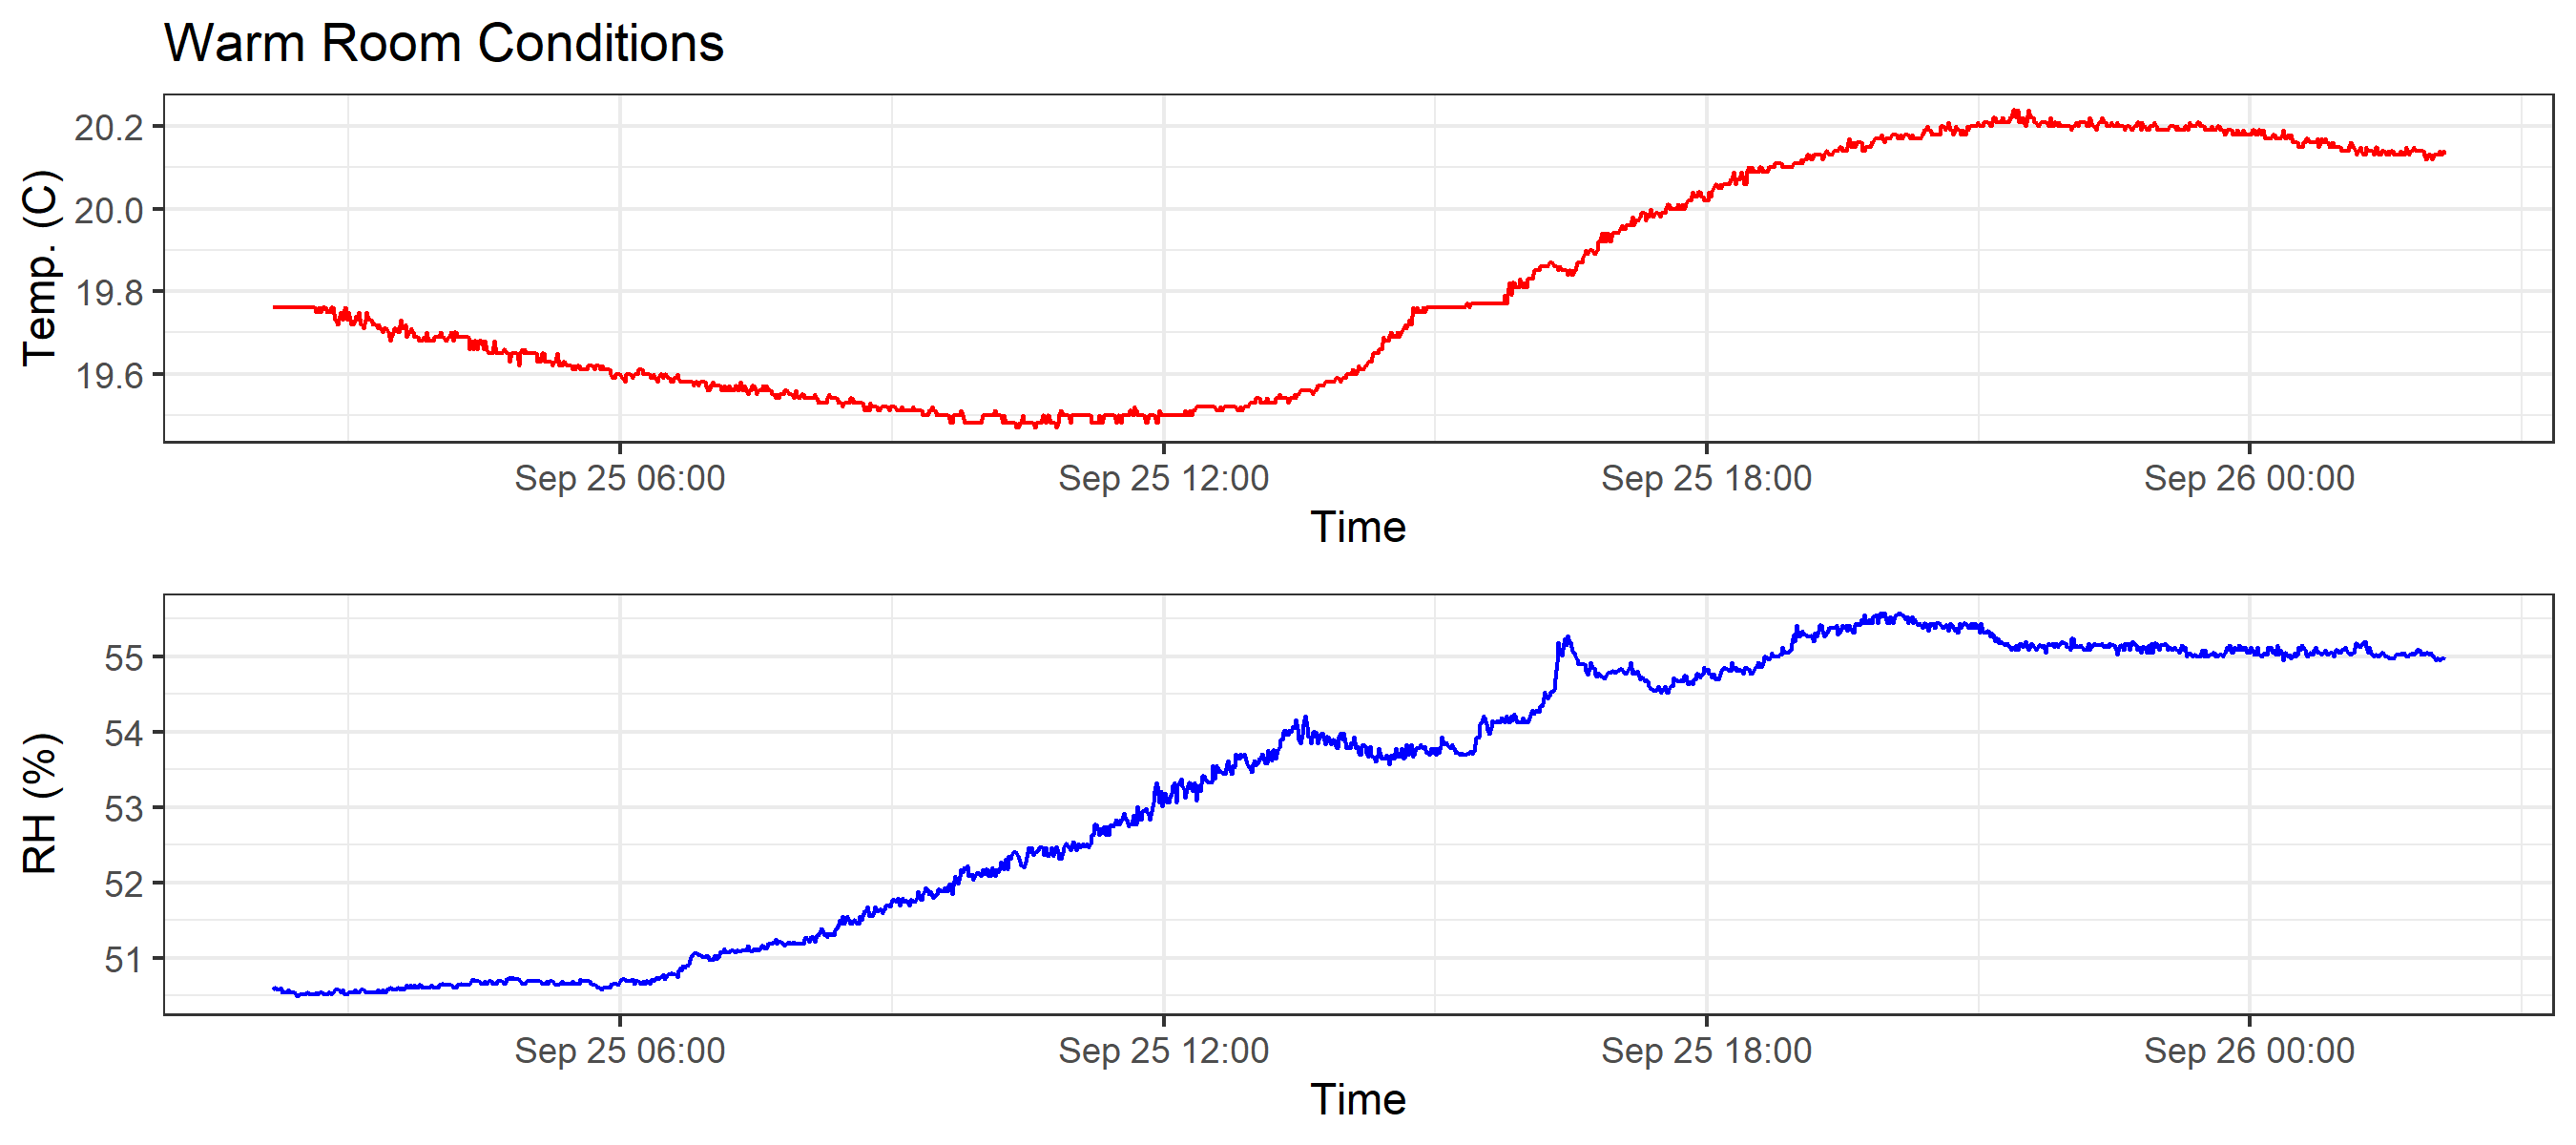 Warm Room Conditions
20.2
20.0
19.8
19.6
Temp. (C)
Sep 25 06:00 Sep 25 12:00 Sep 25 18:00 Sep 26 00:00
Time
55
54
53
52
51
RH (%)
Sep 25 06:00 Sep 25 12:00 Sep 25 18:00 Sep 26 00:00
Time